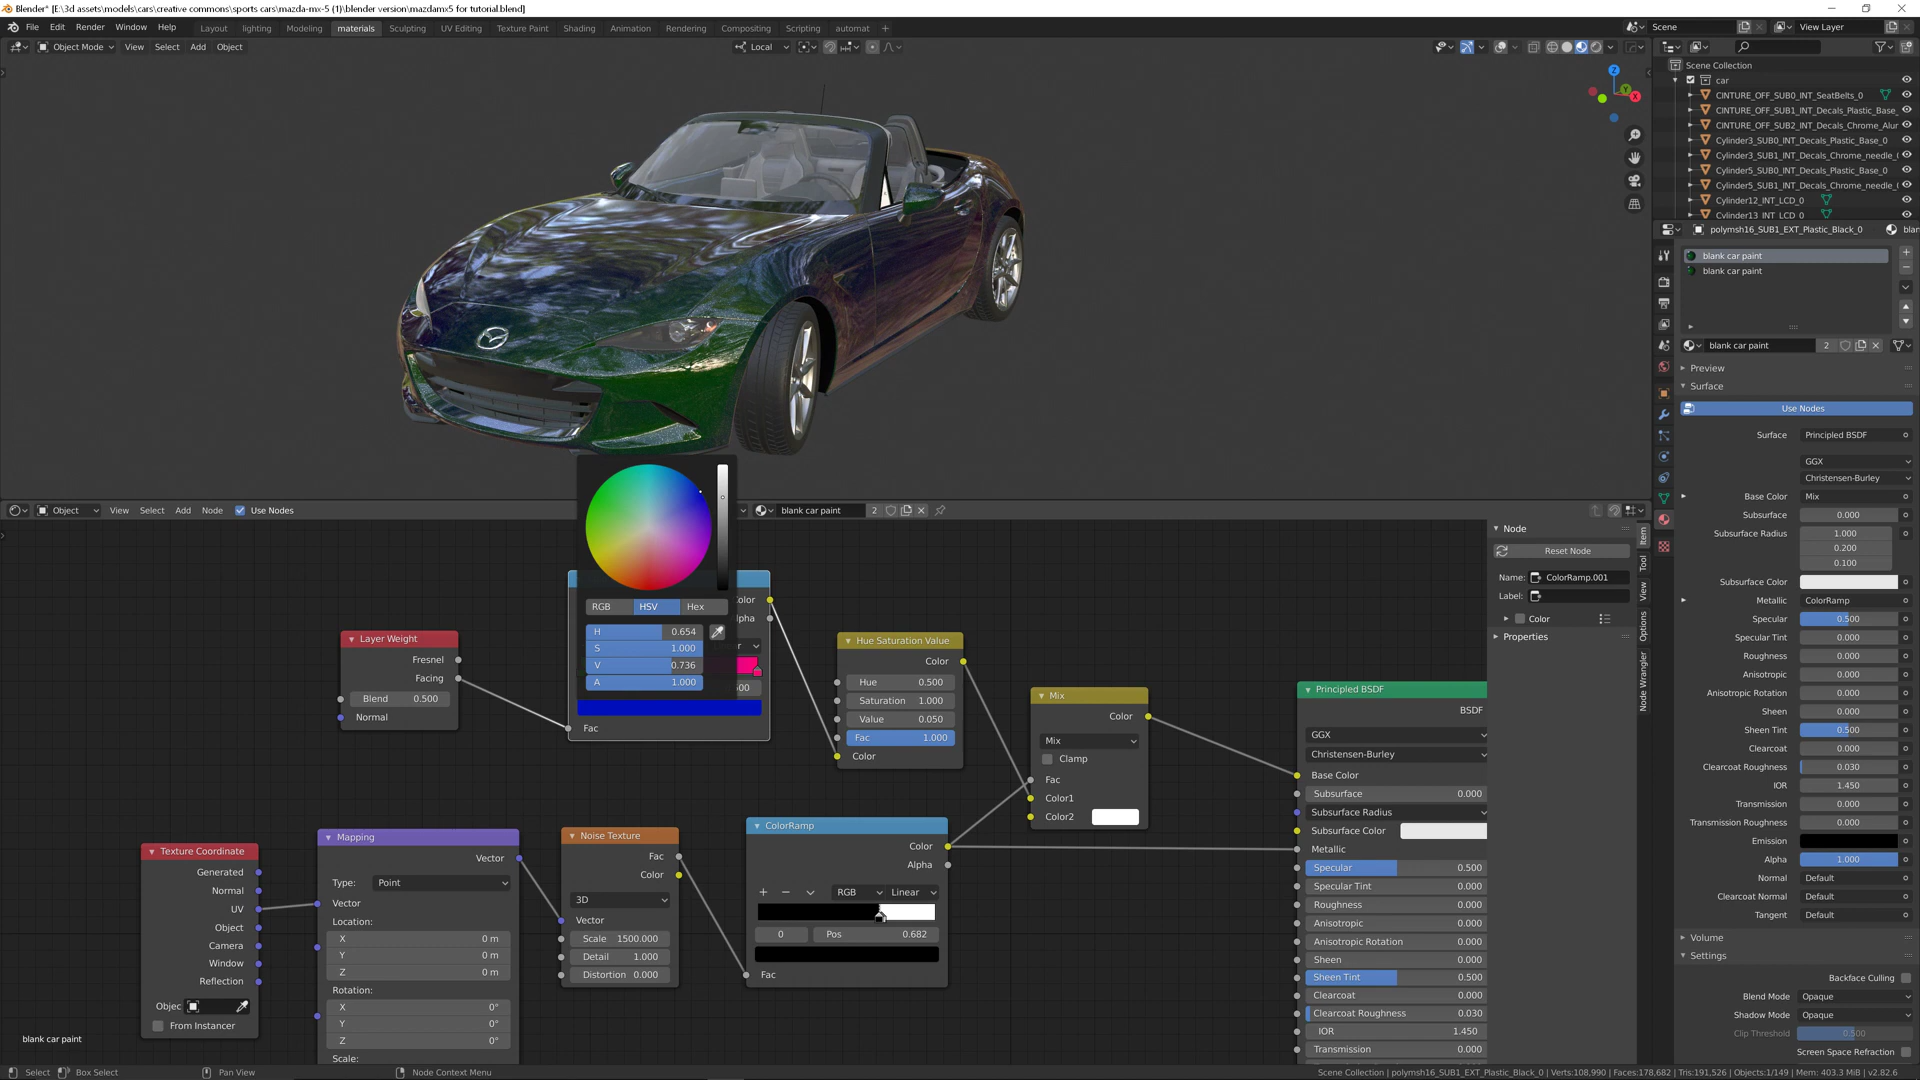 Blender* [E:\3d assets\models\cars\creative commons\sports cars\mazda-mx-5 (1)\blender version\mazdamx5 for tutorial.blend]
File Edit Render Window Help Layout lighting Modeling materials Sculpting UV Editing Texture Paint Shading Animation Rendering Compositing Scripting automat + Scene View Layer
Object Mode View Select Add Object Local
Scene Collection
car
CINTURE_OFF_SUB0_INT_SeatBelts_0
CINTURE_OFF_SUB1_INT_Decals_Plastic_Base_
CINTURE_OFF_SUB2_INT_Decals_Chrome_Alur
Cylinder3_SUB0_INT_Decals_Plastic_Base_0
Cylinder3_SUB1_INT_Decals_Chrome_needle_(
Cylinder5_SUB0_INT_Decals_Plastic_Base_0
Cylinder5_SUB1_INT_Decals_Chrome_needle_(
Cylinder12_INT_LCD_0
Cylinder13_INT_LCD_0
Z
Y
X
polymsh16_SUB1_EXT_Plastic_Black_0 blan
blank car paint
blank car paint
blank car paint 2
Preview
Surface
Use Nodes
Surface Principled BSDF
GGX
Christensen-Burley
Base Color Mix
Subsurface 0.000
Subsurface Radius 1.000
0.200
0.100
Subsurface Color
Metallic ColorRamp
Specular 0.500
Specular Tint 0.000
Roughness 0.000
Anisotropic 0.000
Anisotropic Rotation 0.000
Sheen 0.000
Sheen Tint 0.500
Clearcoat 0.000
Clearcoat Roughness 0.030
IOR 1.450
Transmission 0.000
Transmission Roughness 0.000
Emission
Alpha 1.000
Normal Default
Clearcoat Normal Default
Tangent Default
Volume
Settings
Backface Culling
Blend Mode Opaque
Shadow Mode Opaque
Clip Threshold 0.500
Screen Space Refraction
Object View Select Add Node Use Nodes blank car paint 2
RGB HSV Hex
H 0.654
S 1.000
V 0.736
A 1.000
olor
lpha
r
00
Fac
Layer Weight
Fresnel
Facing
Blend 0.500
Normal
Hue Saturation Value
Color
Hue 0.500
Saturation 1.000
Value 0.050
Fac 1.000
Color
Mix
Color
Mix
Clamp
Fac
Color1
Color2
Principled BSDF
BSDF
GGX
Christensen-Burley
Base Color
Subsurface 0.000
Subsurface Radius
Subsurface Color
Metallic
Specular 0.500
Specular Tint 0.000
Roughness 0.000
Anisotropic 0.000
Anisotropic Rotation 0.000
Sheen 0.000
Sheen Tint 0.500
Clearcoat 0.000
Clearcoat Roughness 0.030
IOR 1.450
Transmission 0.000
Node
Reset Node
Name: ColorRamp.001
Label:
Color
Properties
Item
Tool
View
Options
Node Wrangler
Texture Coordinate
Generated
Normal
UV
Object
Camera
Window
Reflection
Objec
From Instancer
Mapping
Vector
Type: Point
Vector
Location:
X 0 m
Y 0 m
Z 0 m
Rotation:
X 0°
Y 0°
Z 0°
Scale:
Noise Texture
Fac
Color
3D
Vector
Scale 1500.000
Detail 1.000
Distortion 0.000
ColorRamp
Color
Alpha
+ − RGB Linear
0 Pos 0.682
Fac
blank car paint
Select Box Select Pan View Node Context Menu Scene Collection | polymsh16_SUB1_EXT_Plastic_Black_0 | Verts:108,990 | Faces:178,682 | Tris:191,526 | Objects:1/149 | Mem: 403.3 MiB | v2.82.6